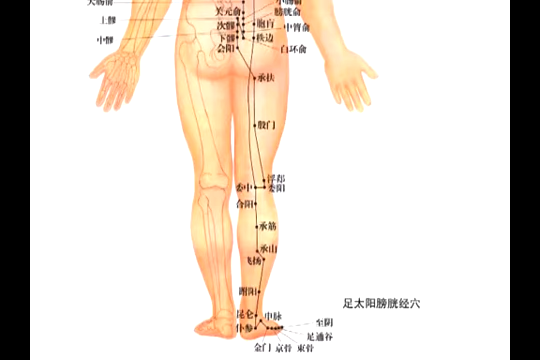 关元俞
膀胱俞
上髎
次髎
胞肓
中膂俞
中髎
下髎
秩边
会阳
白环俞
承扶
殷门
浮郄
委中
委阳
合阳
承筋
承山
飞扬
跗阳
足太阳膀胱经穴
昆仑
申脉
至阴
仆参
足通谷
金门
京骨
束骨